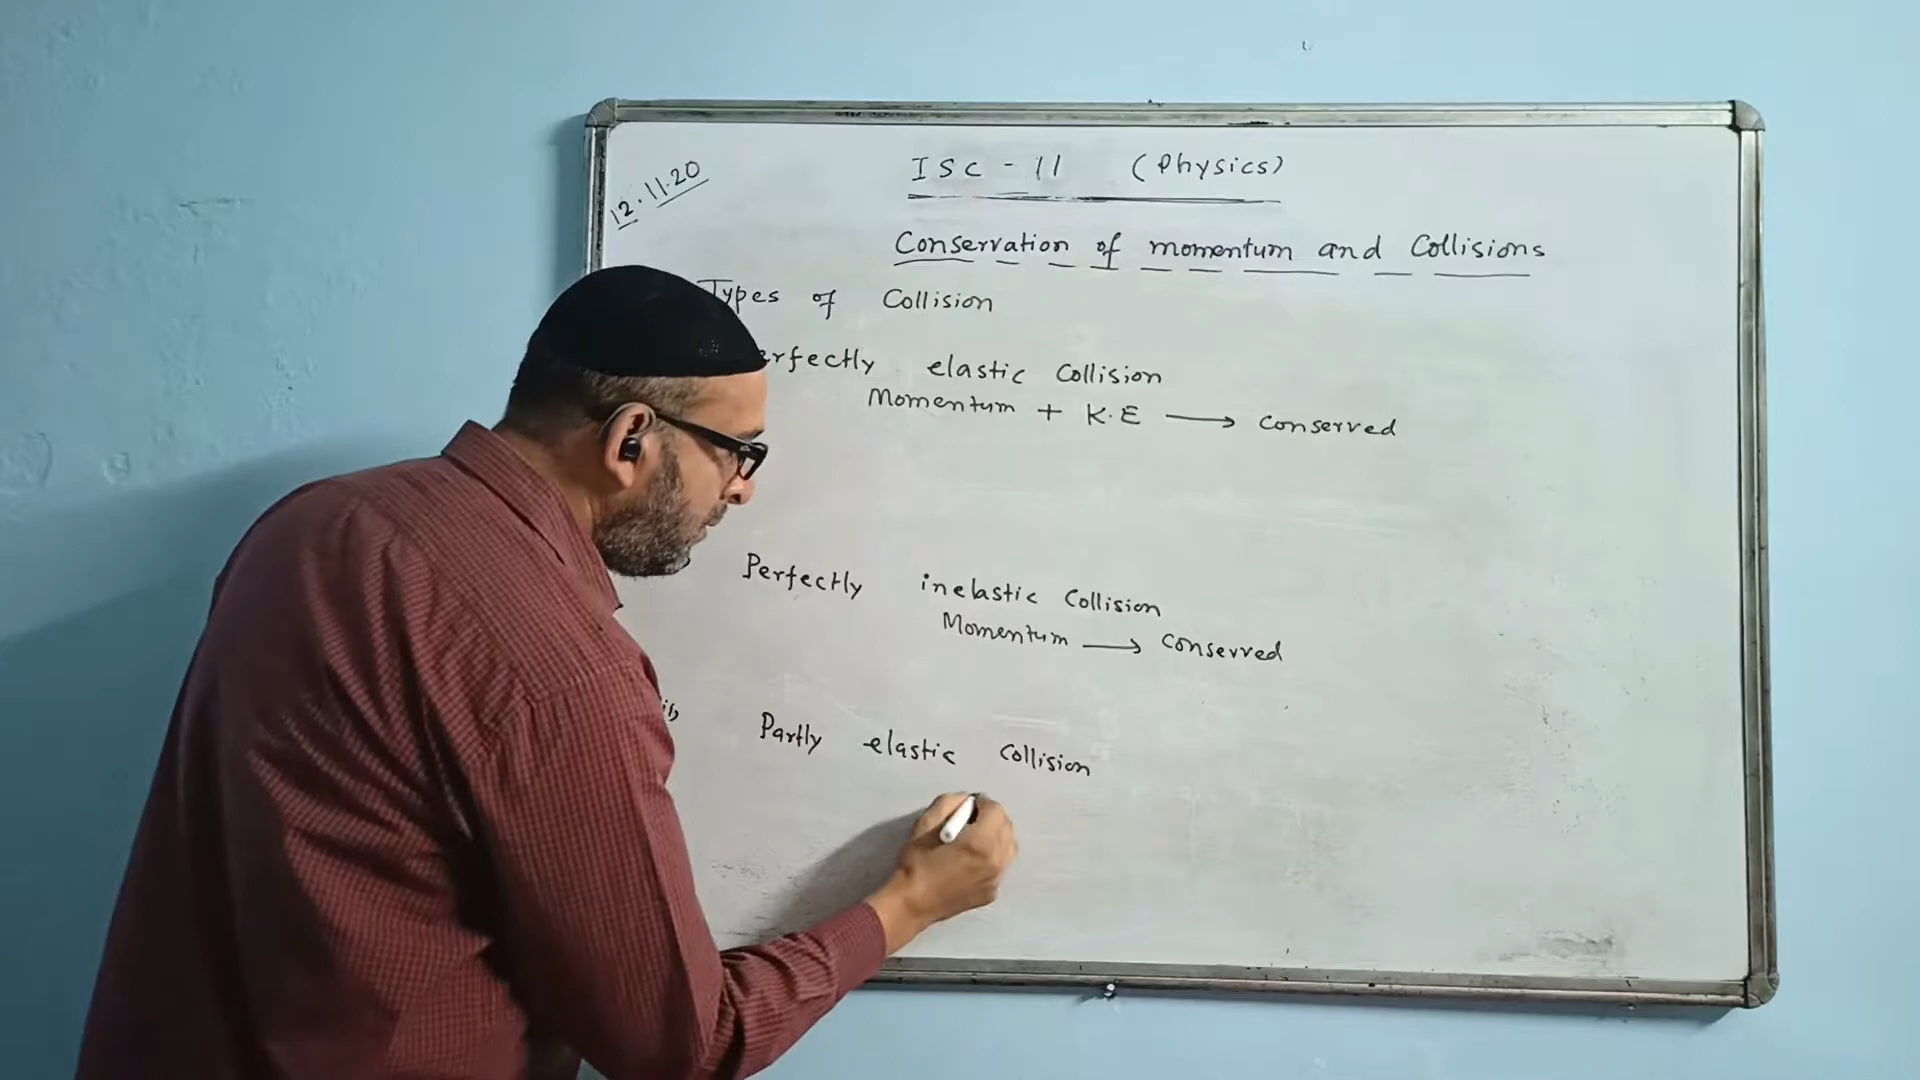 12.11.20
ISC - 11 (Physics)
Conservation of momentum and Collisions
Types of Collision
elastic Collision
Momentum + K.E ⟶ Conserved
Perfectly inelastic Collision
Momentum ⟶ Conserved
Partly elastic Collision